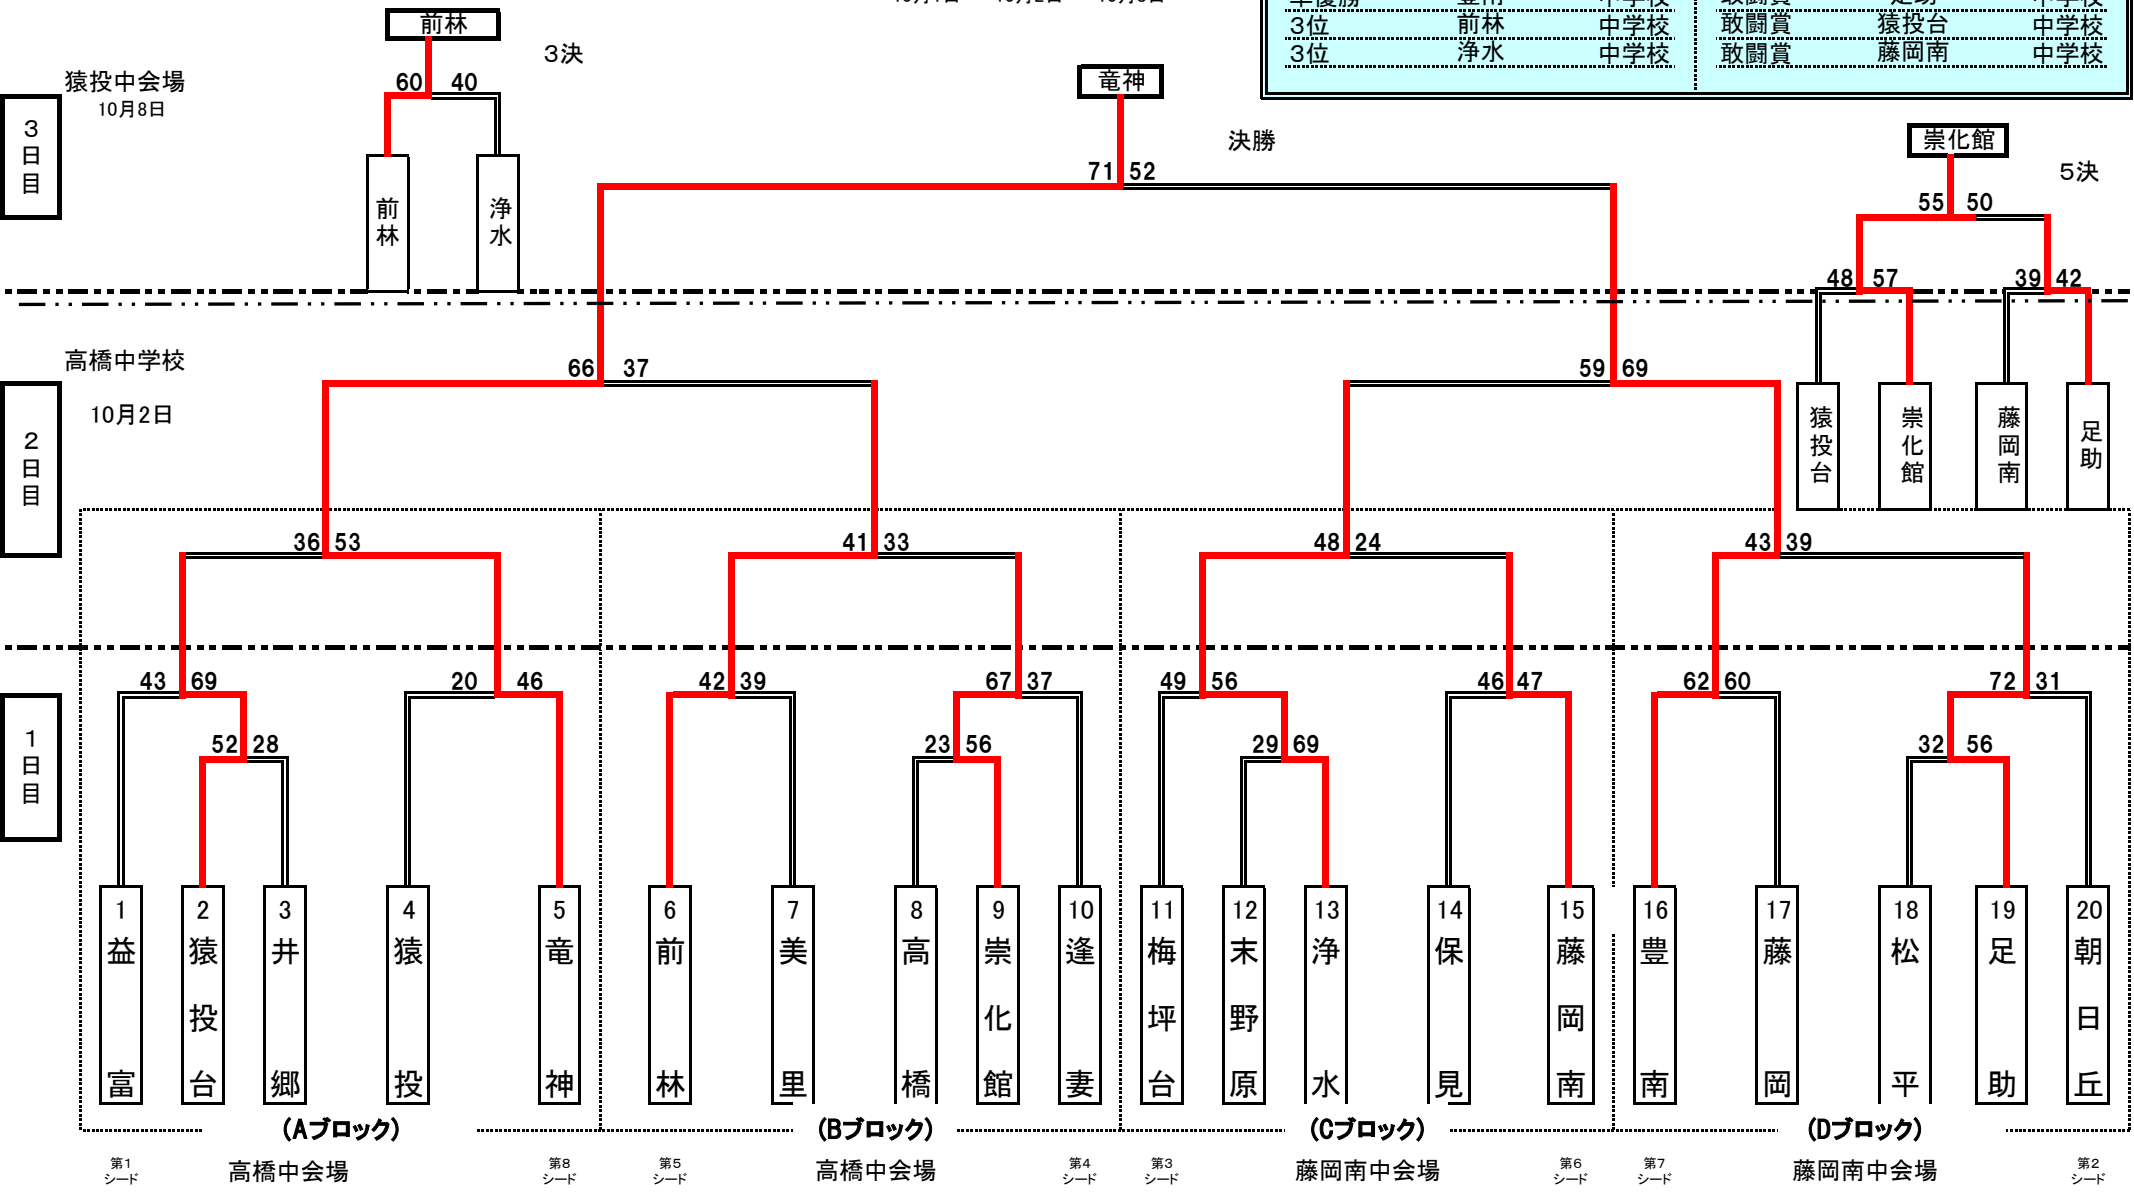 前林
3決
3位 前林 中学校 敢闘賞 猿投台 中学校
3位 浄水 中学校 敢闘賞 藤岡南 中学校
猿投中会場
10月8日
60 40
竜神
決勝
崇化館
5決
3日目
前林
浄水
71 52
55 50
48 57
39 42
高橋中学校
10月2日
66 37
59 69
2日目
猿投台
崇化館
藤岡南
足助
36 53
41 33
48 24
43 39
43 69
20 46
42 39
67 37
49 56
46 47
62 60
72 31
1日目
52 28
23 56
29 69
32 56
1 益富
2 猿投台
3 井郷
4 猿投
5 竜神
6 前林
7 美里
8 高橋
9 崇化館
10 逢妻
11 梅坪台
12 末野原
13 浄水
14 保見
15 藤岡南
16 豊南
17 藤岡
18 松平
19 足助
20 朝日丘
(Aブロック)
(Bブロック)
(Cブロック)
(Dブロック)
第1シード
高橋中会場
第8シード
第5シード
高橋中会場
第4シード
第3シード
藤岡南中会場
第6シード
第7シード
藤岡南中会場
第2シード